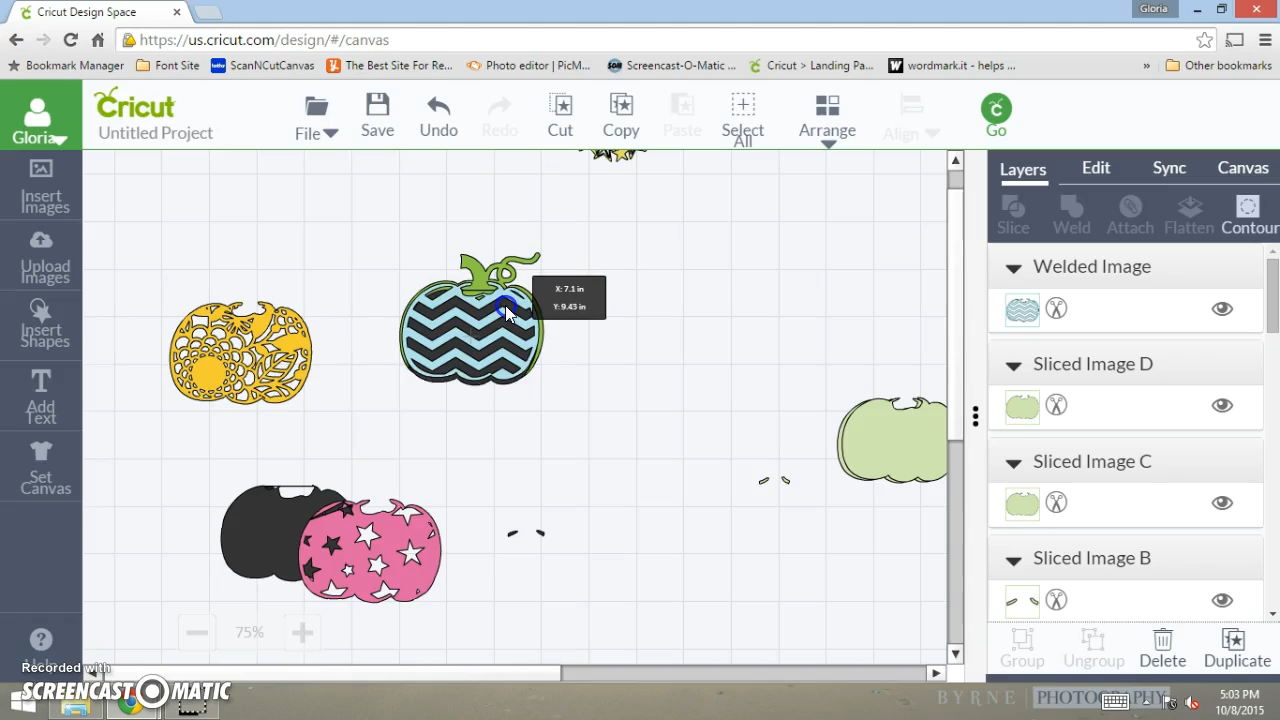 Cricut Design Space
Gloria
https://us.cricut.com/design/#/canvas
Bookmark Manager Font Site ScanNCutCanvas The Best Site For Re... Photo editor | PicM... Screencast-O-Matic ... Cricut > Landing Pa... wordmark.it - helps ... » Other bookmarks
Gloria
Cricut
Untitled Project
File Save Undo Redo Cut Copy Paste Select All Arrange Align Go
Insert Images
Upload Images
Insert Shapes
Add Text
Set Canvas
Help
X: 7.1 in
Y: 9.43 in
75%
Layers Edit Sync Canvas
Slice Weld Attach Flatten Contour
Welded Image
Sliced Image D
Sliced Image C
Sliced Image B
Group Ungroup Delete Duplicate
Recorded with
SCREENCAST O MATIC
BYRNE PHOTOGRAPHY
5:03 PM
10/8/2015